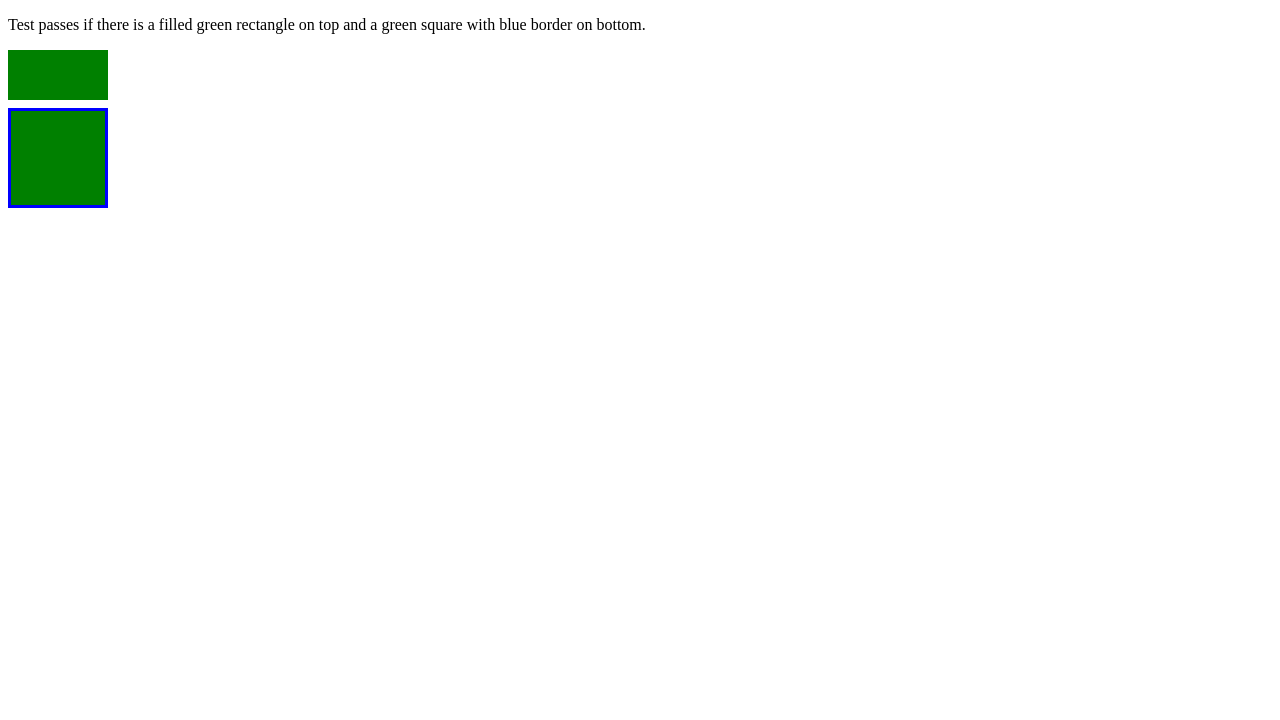 Test passes if there is a filled green rectangle on top and a green square with blue border on bottom.